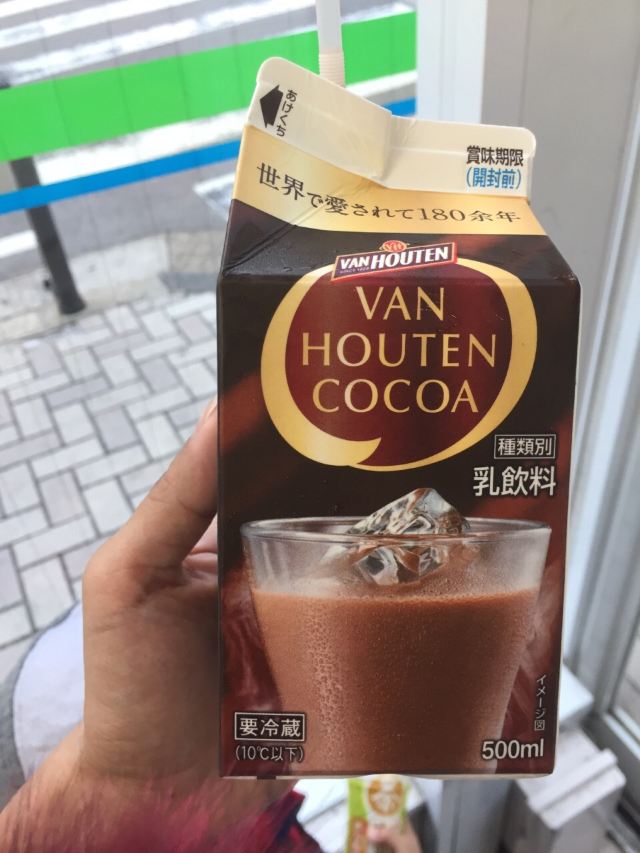 あけくち
賞味期限
(開封前)
世界で愛されて180余年
VAN HOUTEN
VAN
HOUTEN
COCOA
種類別
乳飲料
イメージ図
要冷蔵
(10℃以下)
500ml